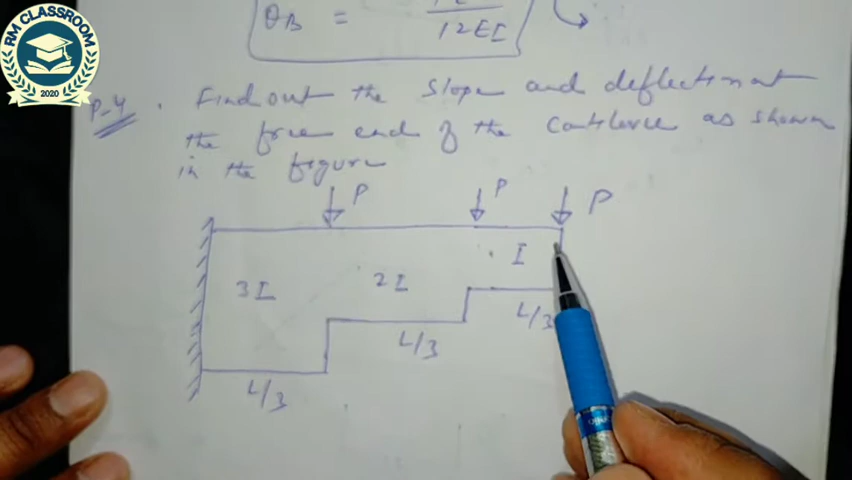 RM CLASSROOM
2020
θB =
12EI
P-4. Find out the slope and deflection at
the free end of the cantilever as shown
in the figure
P P P
3I 2I I
L/3 L/3 L/3